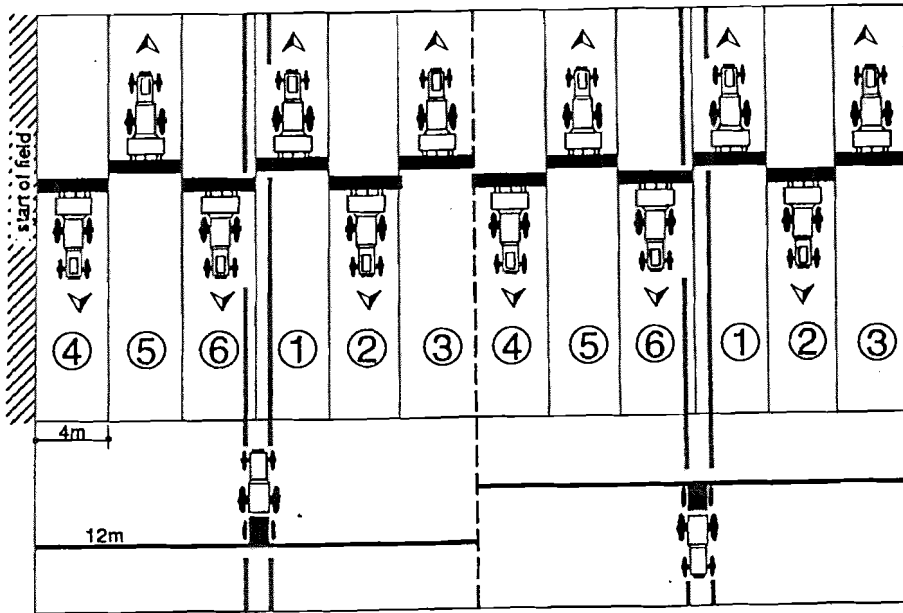 start of field
④ ⑤ ⑥ ① ② ③ ④ ⑤ ⑥ ① ② ③
4m
12m